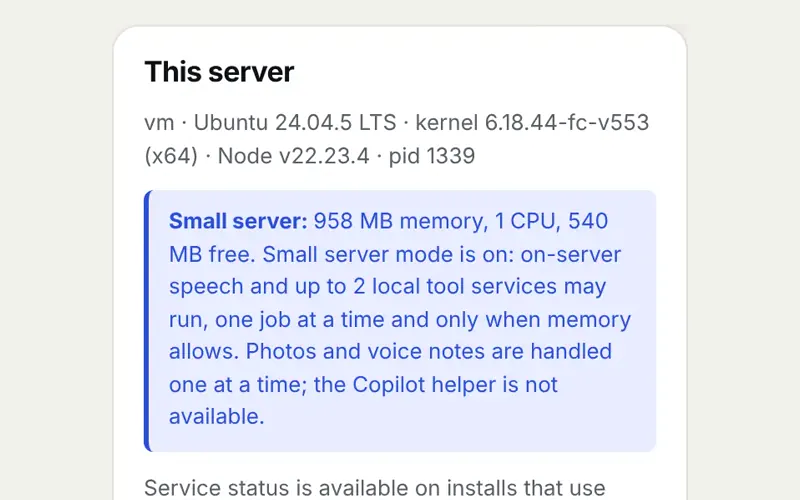 This server
vm · Ubuntu 24.04.5 LTS · kernel 6.18.44-fc-v553
(x64) · Node v22.23.4 · pid 1339
Small server: 958 MB memory, 1 CPU, 540
MB free. Small server mode is on: on-server
speech and up to 2 local tool services may
run, one job at a time and only when memory
allows. Photos and voice notes are handled
one at a time; the Copilot helper is not
available.
Service status is available on installs that use